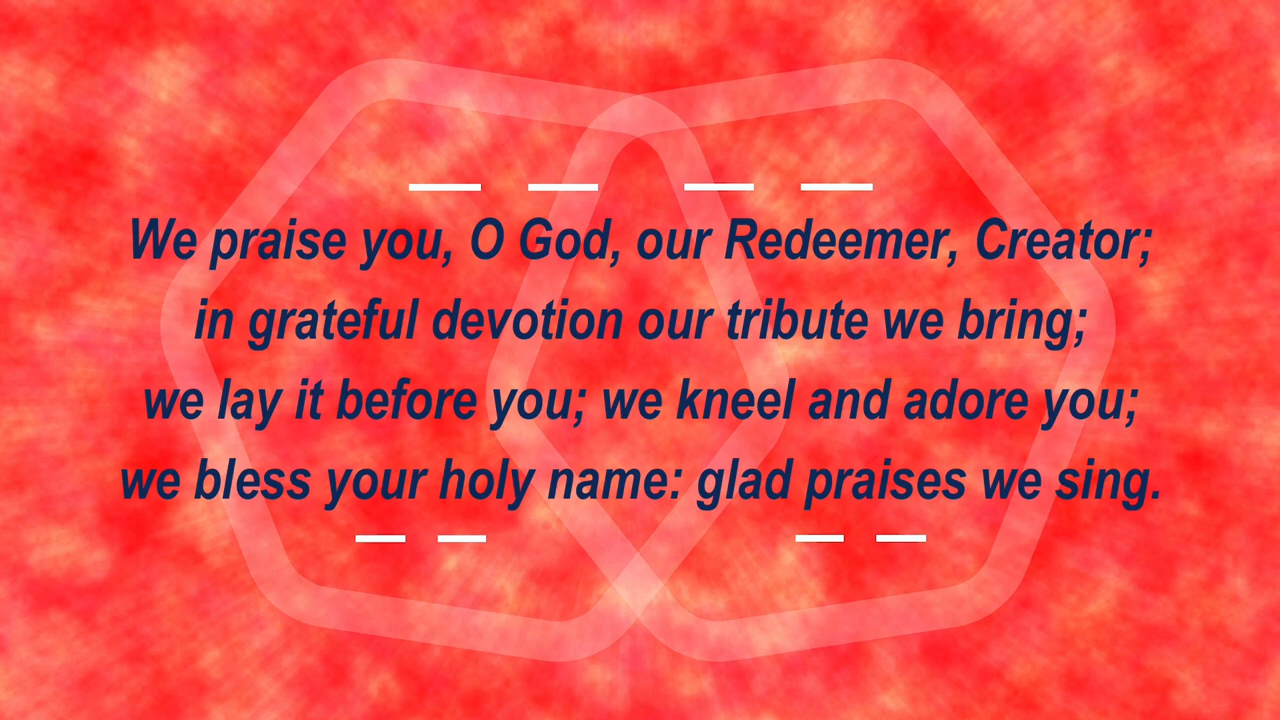 We praise you, O God, our Redeemer, Creator;
in grateful devotion our tribute we bring;
we lay it before you; we kneel and adore you;
we bless your holy name: glad praises we sing.